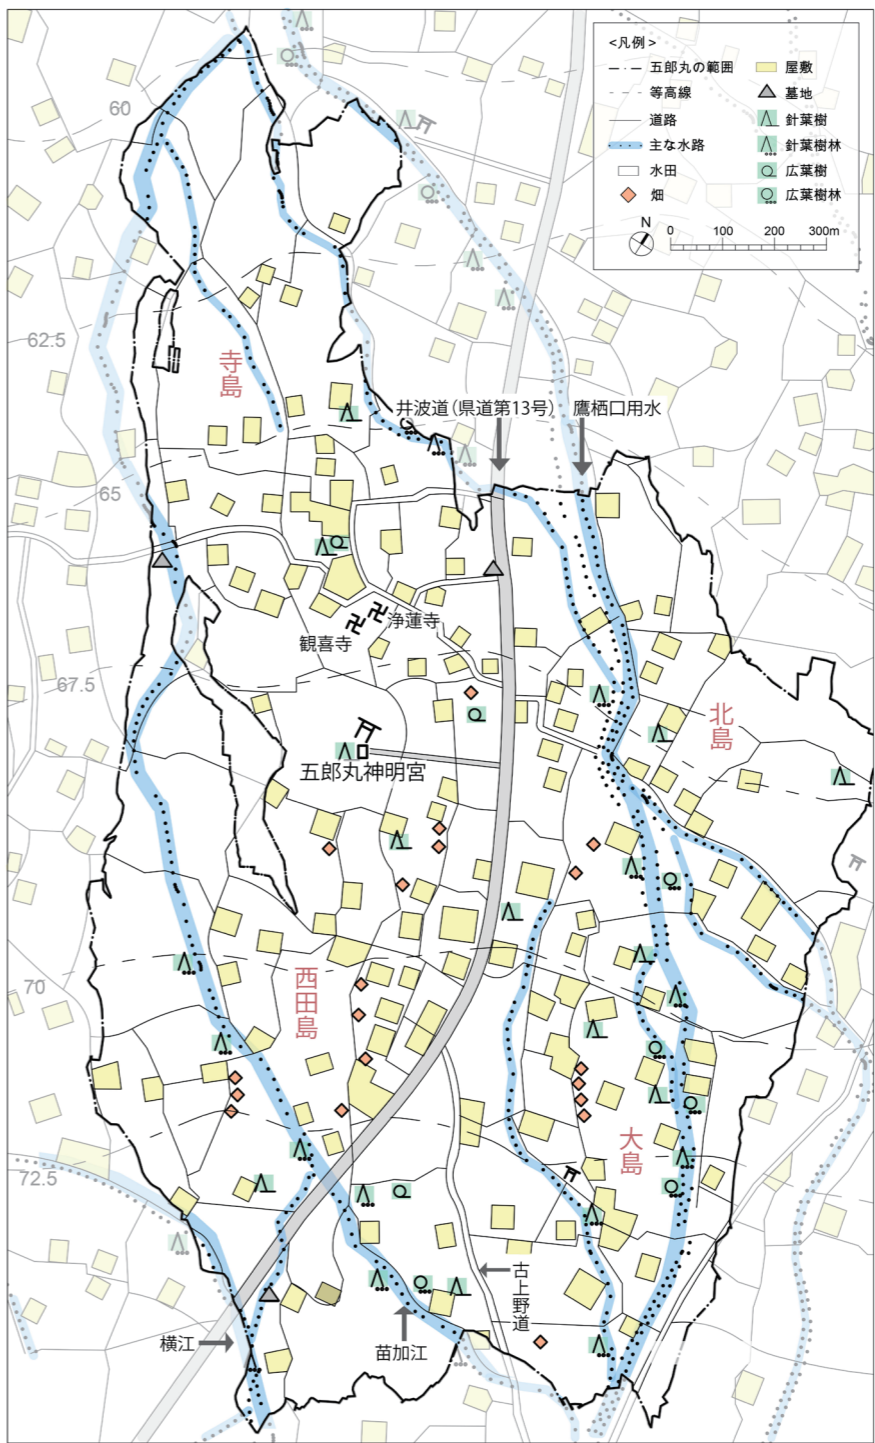 <凡例>
五郎丸の範囲
等高線
道路
主な水路
水田
畑
屋敷
墓地
針葉樹
針葉樹林
広葉樹
広葉樹林
N
0 100 200 300m
60
62.5
寺島
井波道(県道第13号)
鷹栖口用水
65
浄蓮寺
観喜寺
67.5
北島
五郎丸神明宮
70
西田島
大島
72.5
古上野道
横江
苗加江